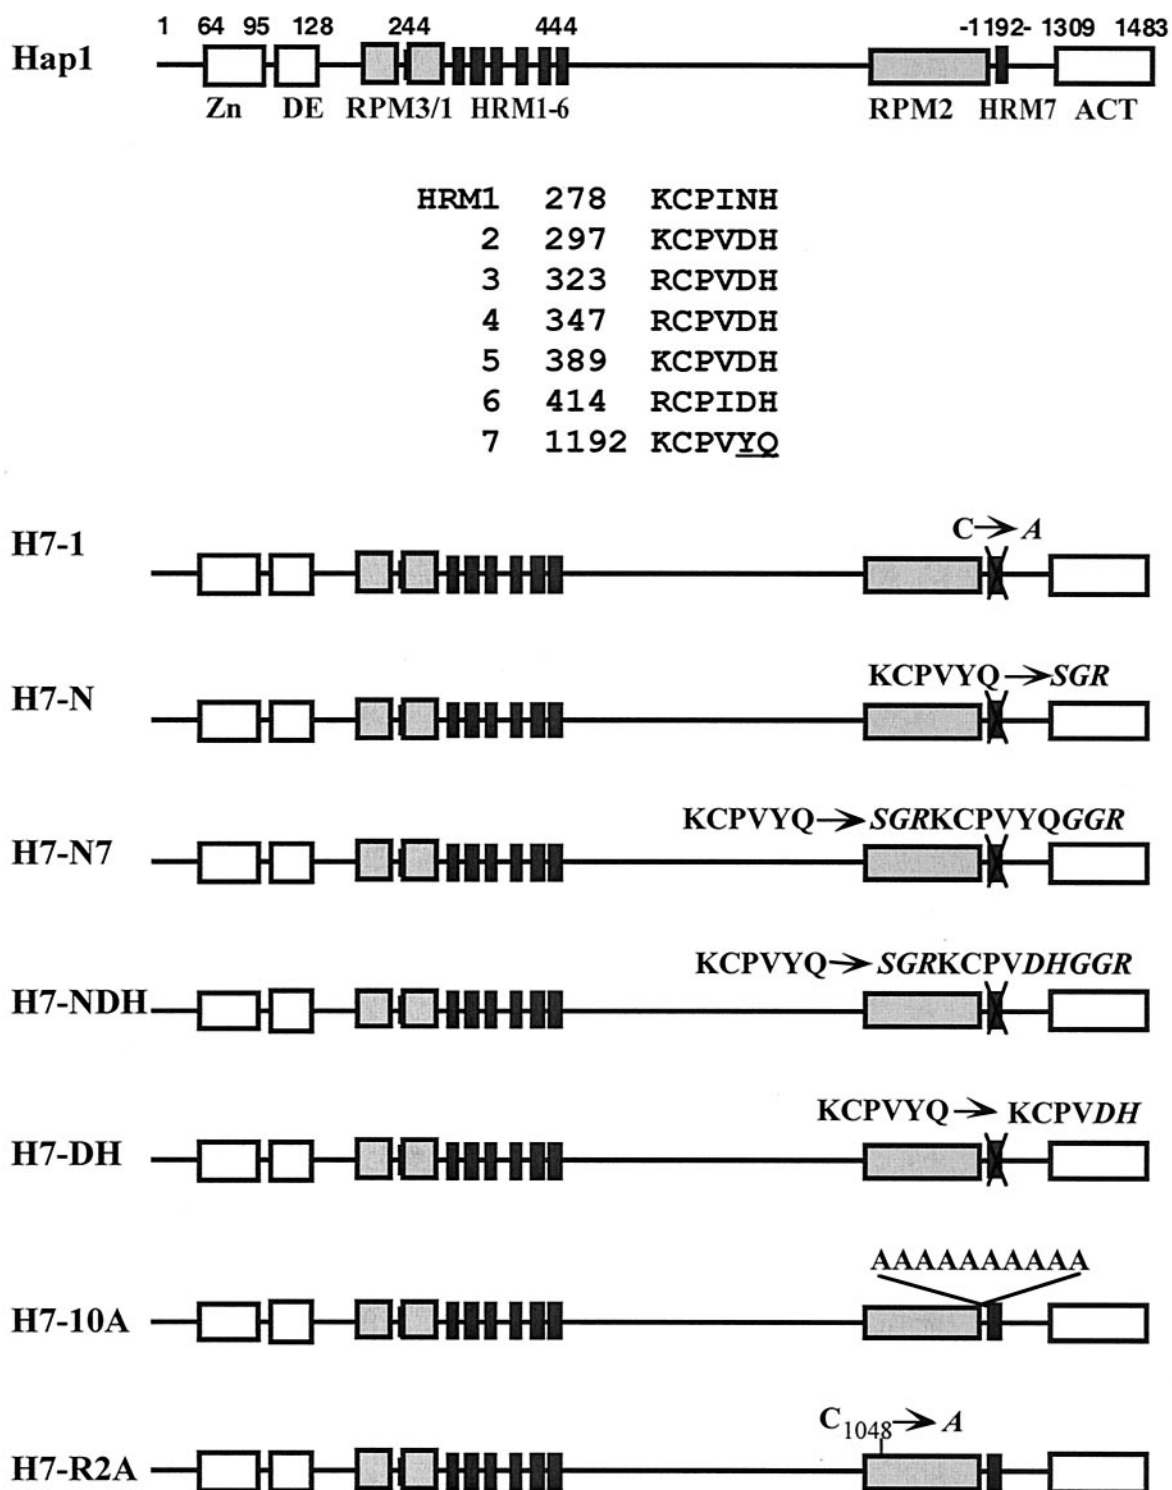 1 64 95 128 244 444 -1192- 1309 1483
Hap1
Zn DE RPM3/1 HRM1-6 RPM2 HRM7 ACT
HRM1 278 KCPINH
2 297 KCPVDH
3 323 RCPVDH
4 347 RCPVDH
5 389 KCPVDH
6 414 RCPIDH
7 1192 KCPVYQ
C→A
H7-1
KCPVYQ→SGR
H7-N
KCPVYQ→SGRKCPVYQGGR
H7-N7
KCPVYQ→SGRKCPVDHGGR
H7-NDH
KCPVYQ→KCPVDH
H7-DH
AAAAAAAAAA
H7-10A
C1048→A
H7-R2A